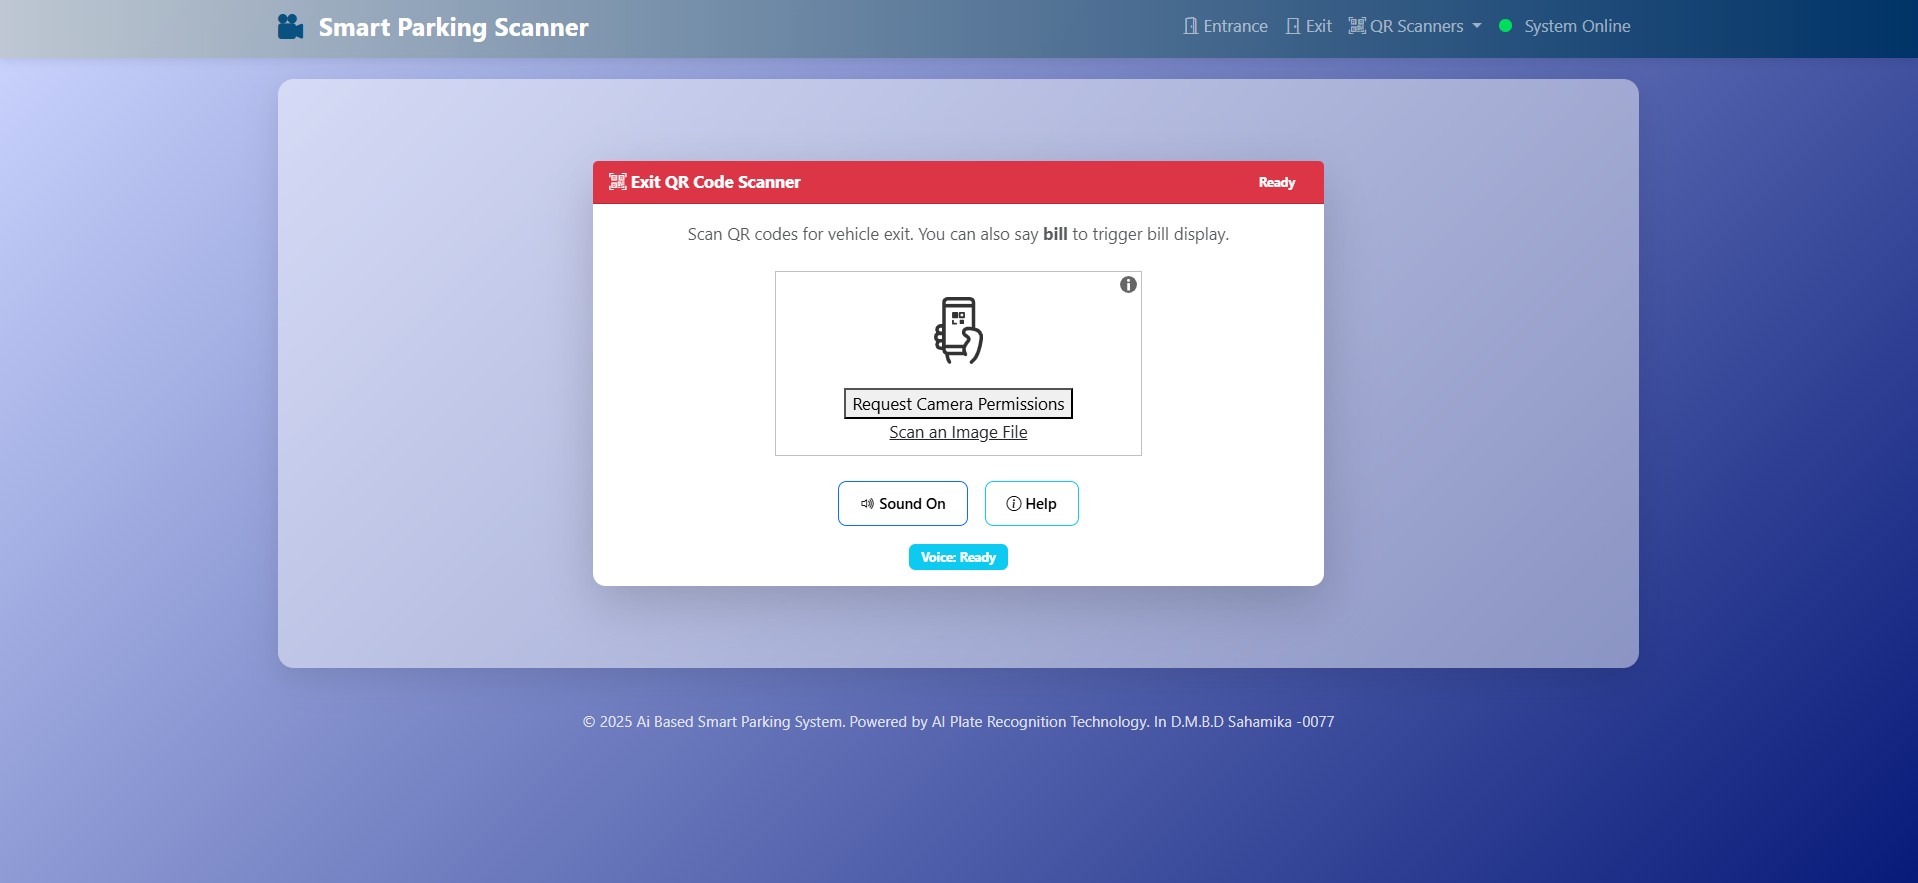 Smart Parking Scanner
Entrance
Exit
QR Scanners
System Online
Exit QR Code Scanner
Ready
Scan QR codes for vehicle exit. You can also say bill to trigger bill display.
Request Camera Permissions
Scan an Image File
Sound On
Help
Voice: Ready
© 2025 Ai Based Smart Parking System. Powered by AI Plate Recognition Technology. In D.M.B.D Sahamika -0077